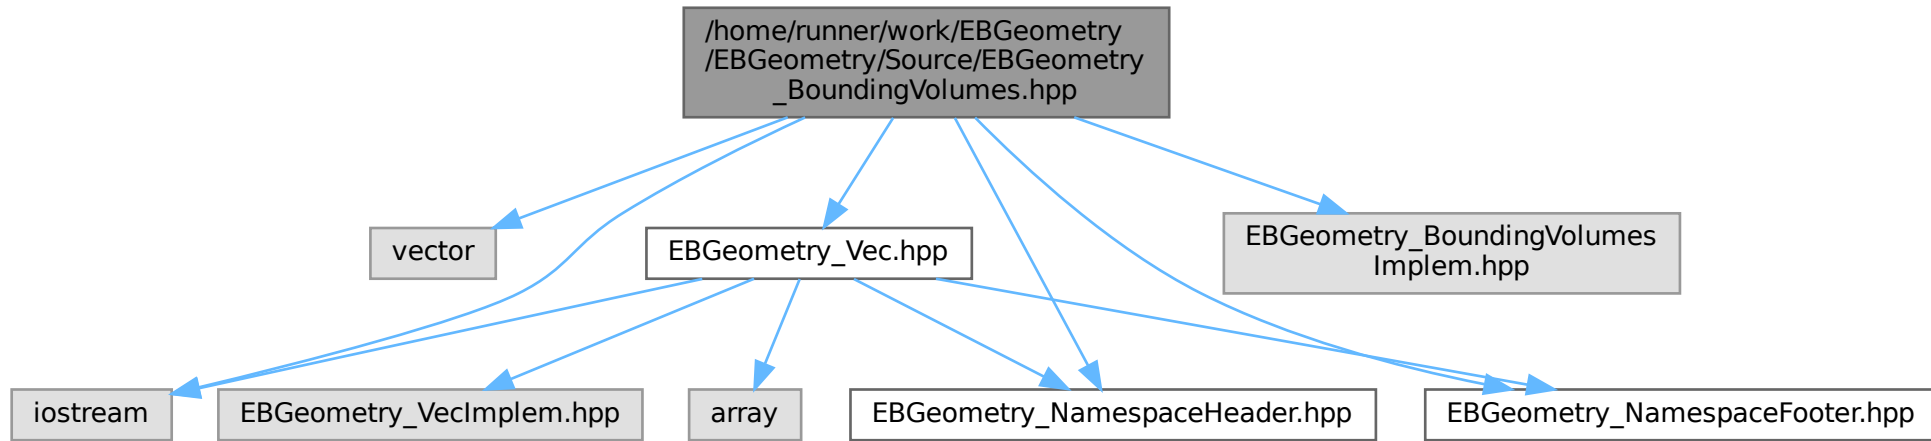 /home/runner/work/EBGeometry
/EBGeometry/Source/EBGeometry
_BoundingVolumes.hpp
vector
EBGeometry_Vec.hpp
EBGeometry_BoundingVolumes
Implem.hpp
iostream
EBGeometry_VecImplem.hpp
array
EBGeometry_NamespaceHeader.hpp
EBGeometry_NamespaceFooter.hpp